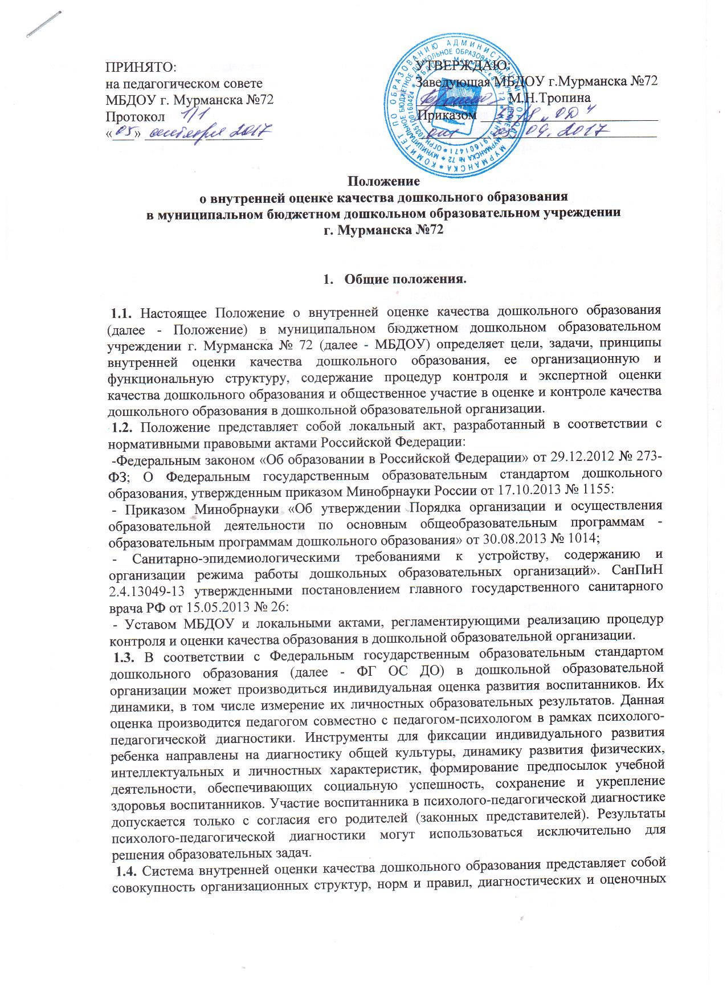 ПРИНЯТО:
на педагогическом совете
МБДОУ г. Мурманска №72
Протокол 1/1
«05» сентября 2017
УТВЕРЖДАЮ:
Заведующая МБДОУ г.Мурманска №72
М.Н.Тропина
Приказом
09. 2017
КОМИТЕТ ПО ОБРАЗОВАНИЮ АДМИНИСТРАЦИИ ГОРОДА МУРМАНСКА
Положение
о внутренней оценке качества дошкольного образования
в муниципальном бюджетном дошкольном образовательном учреждении
г. Мурманска №72
1. Общие положения.
1.1. Настоящее Положение о внутренней оценке качества дошкольного образования
(далее - Положение) в муниципальном бюджетном дошкольном образовательном
учреждении г. Мурманска № 72 (далее - МБДОУ) определяет цели, задачи, принципы
внутренней оценки качества дошкольного образования, ее организационную и
функциональную структуру, содержание процедур контроля и экспертной оценки
качества дошкольного образования и общественное участие в оценке и контроле качества
дошкольного образования в дошкольной образовательной организации.
1.2. Положение представляет собой локальный акт, разработанный в соответствии с
нормативными правовыми актами Российской Федерации:
-Федеральным законом «Об образовании в Российской Федерации» от 29.12.2012 № 273-
ФЗ; О Федеральным государственным образовательным стандартом дошкольного
образования, утвержденным приказом Минобрнауки России от 17.10.2013 № 1155:
- Приказом Минобрнауки «Об утверждении Порядка организации и осуществления
образовательной деятельности по основным общеобразовательным программам -
образовательным программам дошкольного образования» от 30.08.2013 № 1014;
- Санитарно-эпидемиологическими требованиями к устройству, содержанию и
организации режима работы дошкольных образовательных организаций». СанПиН
2.4.13049-13 утвержденными постановлением главного государственного санитарного
врача РФ от 15.05.2013 № 26:
- Уставом МБДОУ и локальными актами, регламентирующими реализацию процедур
контроля и оценки качества образования в дошкольной образовательной организации.
1.3. В соответствии с Федеральным государственным образовательным стандартом
дошкольного образования (далее - ФГ ОС ДО) в дошкольной образовательной
организации может производиться индивидуальная оценка развития воспитанников. Их
динамики, в том числе измерение их личностных образовательных результатов. Данная
оценка производится педагогом совместно с педагогом-психологом в рамках психолого-
педагогической диагностики. Инструменты для фиксации индивидуального развития
ребенка направлены на диагностику общей культуры, динамику развития физических,
интеллектуальных и личностных характеристик, формирование предпосылок учебной
деятельности, обеспечивающих социальную успешность, сохранение и укрепление
здоровья воспитанников. Участие воспитанника в психолого-педагогической диагностике
допускается только с согласия его родителей (законных представителей). Результаты
психолого-педагогической диагностики могут использоваться исключительно для
решения образовательных задач.
1.4. Система внутренней оценки качества дошкольного образования представляет собой
совокупность организационных структур, норм и правил, диагностических и оценочных